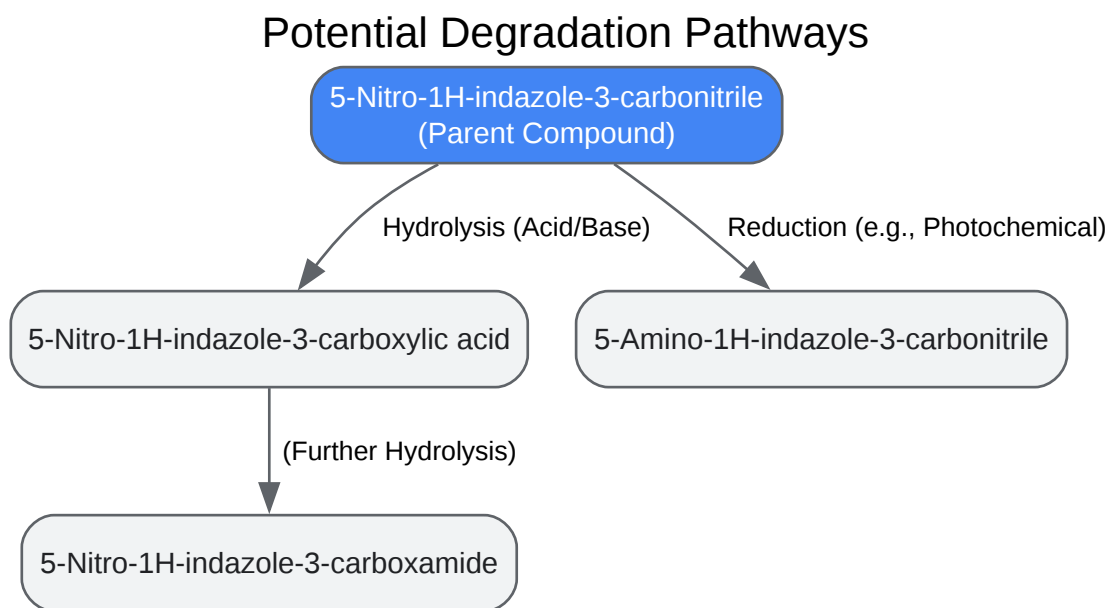 Potential Degradation Pathways
5-Nitro-1H-indazole-3-carbonitrile
(Parent Compound)
Hydrolysis (Acid/Base)
Reduction (e.g., Photochemical)
5-Nitro-1H-indazole-3-carboxylic acid
5-Amino-1H-indazole-3-carbonitrile
(Further Hydrolysis)
5-Nitro-1H-indazole-3-carboxamide